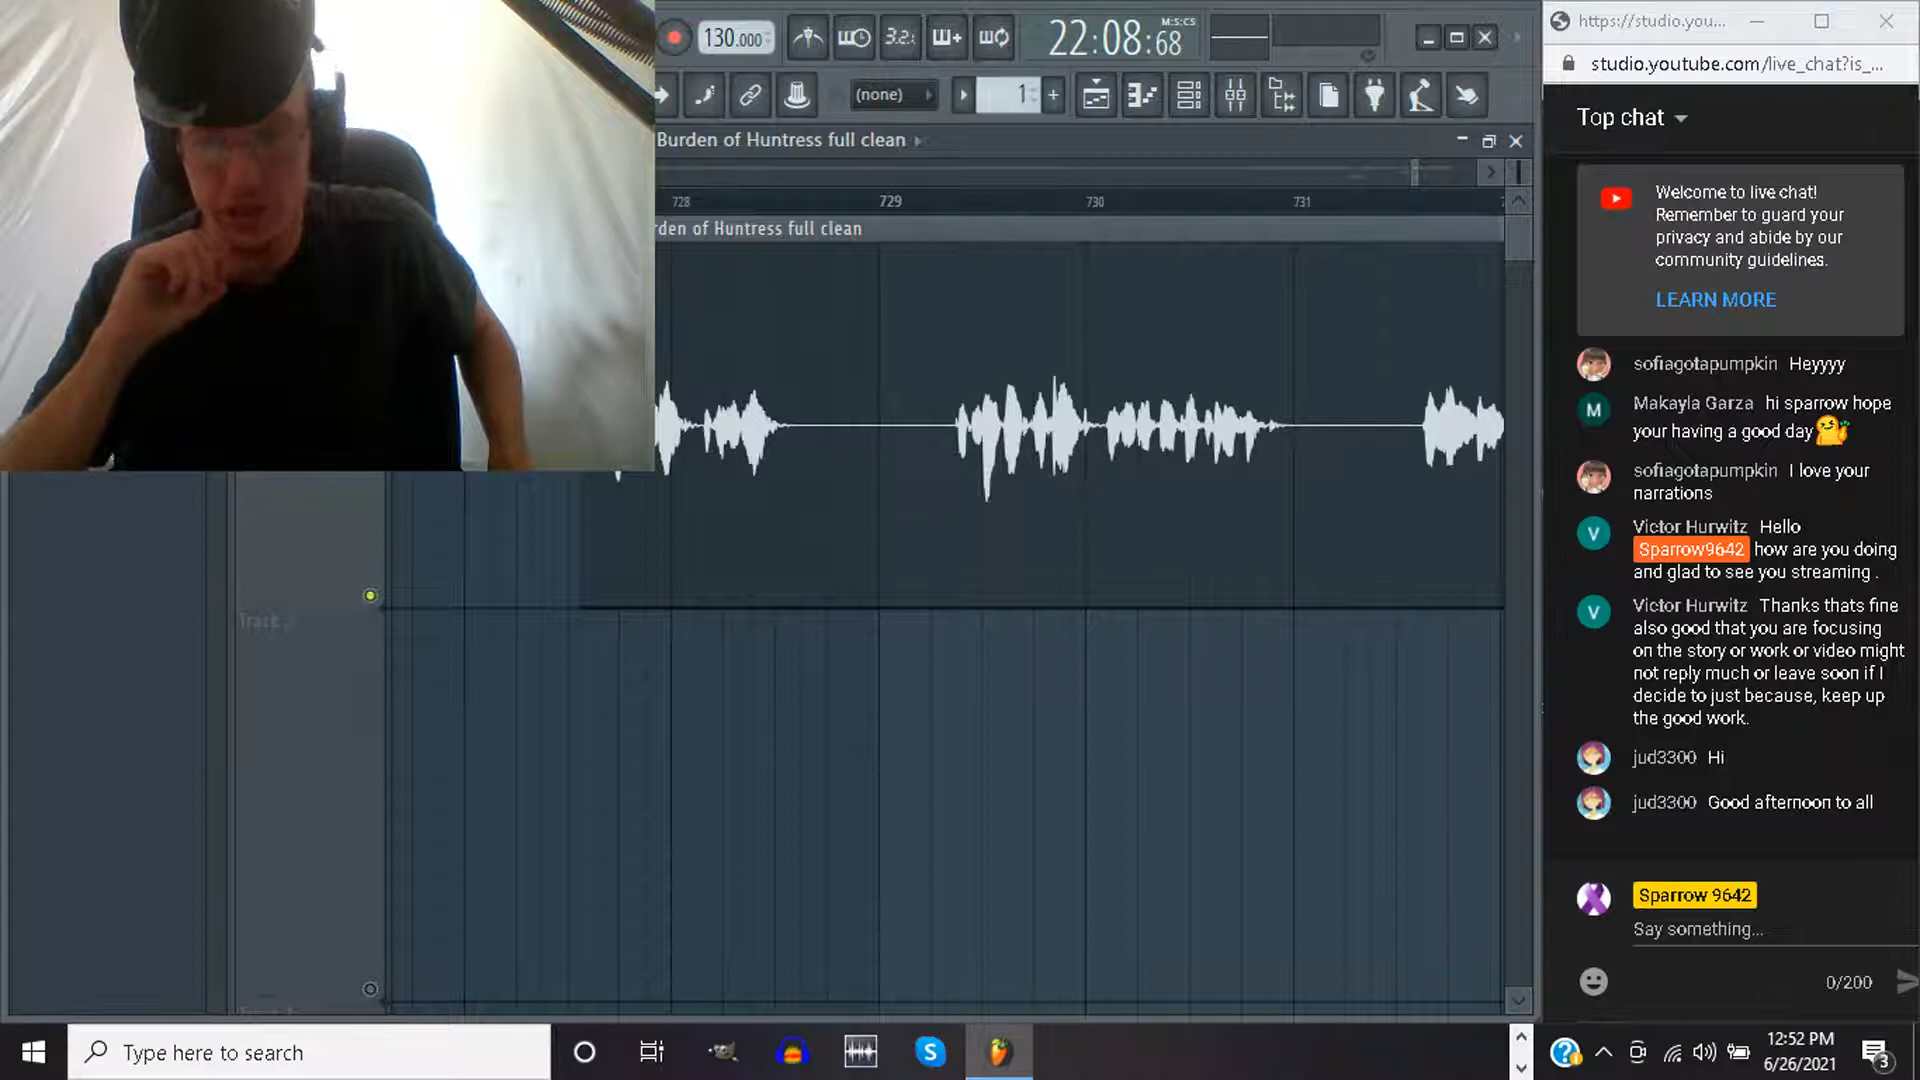 130.000
3.2:
22:08:68
M:S:CS
(none)
1
Burden of Huntress full clean
728
729
730
731
rden of Huntress full clean
Track 2
https://studio.you...
studio.youtube.com/live_chat?is_...
Top chat
Welcome to live chat!
Remember to guard your
privacy and abide by our
community guidelines.
LEARN MORE
sofiagotapumpkin Heyyyy
Makayla Garza hi sparrow hope
your having a good day
sofiagotapumpkin I love your
narrations
Victor Hurwitz Hello
Sparrow9642 how are you doing
and glad to see you streaming .
Victor Hurwitz Thanks thats fine
also good that you are focusing
on the story or work or video might
not reply much or leave soon if I
decide to just because, keep up
the good work.
jud3300 Hi
jud3300 Good afternoon to all
Sparrow 9642
Say something...
0/200
Type here to search
12:52 PM
6/26/2021
3